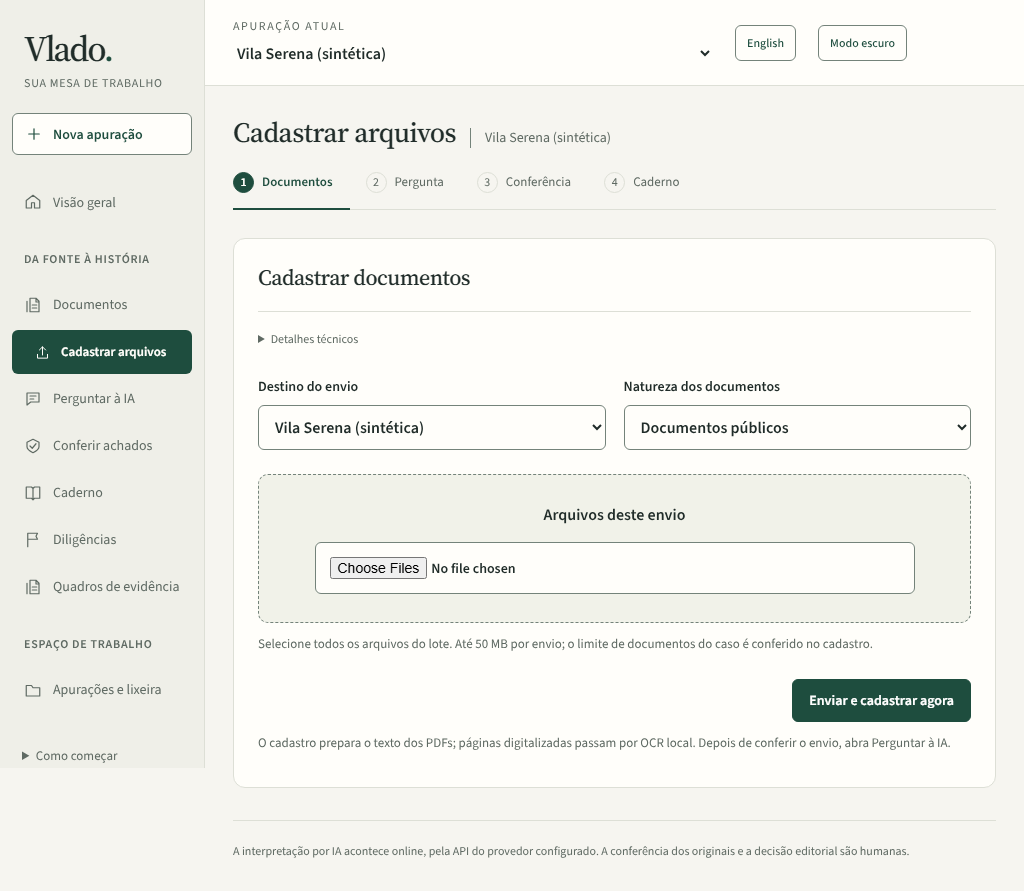 Vlado.
SUA MESA DE TRABALHO
Nova apuração
Visão geral
DA FONTE À HISTÓRIA
Documentos
Cadastrar arquivos
Perguntar à IA
Conferir achados
Caderno
Diligências
Quadros de evidência
ESPAÇO DE TRABALHO
Apurações e lixeira
Como começar
APURAÇÃO ATUAL
Vila Serena (sintética)
English
Modo escuro
Cadastrar arquivos
Vila Serena (sintética)
1 Documentos
2 Pergunta
3 Conferência
4 Caderno
Cadastrar documentos
Detalhes técnicos
Destino do envio
Vila Serena (sintética)
Natureza dos documentos
Documentos públicos
Arquivos deste envio
Choose Files No file chosen
Selecione todos os arquivos do lote. Até 50 MB por envio; o limite de documentos do caso é conferido no cadastro.
Enviar e cadastrar agora
O cadastro prepara o texto dos PDFs; páginas digitalizadas passam por OCR local. Depois de conferir o envio, abra Perguntar à IA.
A interpretação por IA acontece online, pela API do provedor configurado. A conferência dos originais e a decisão editorial são humanas.